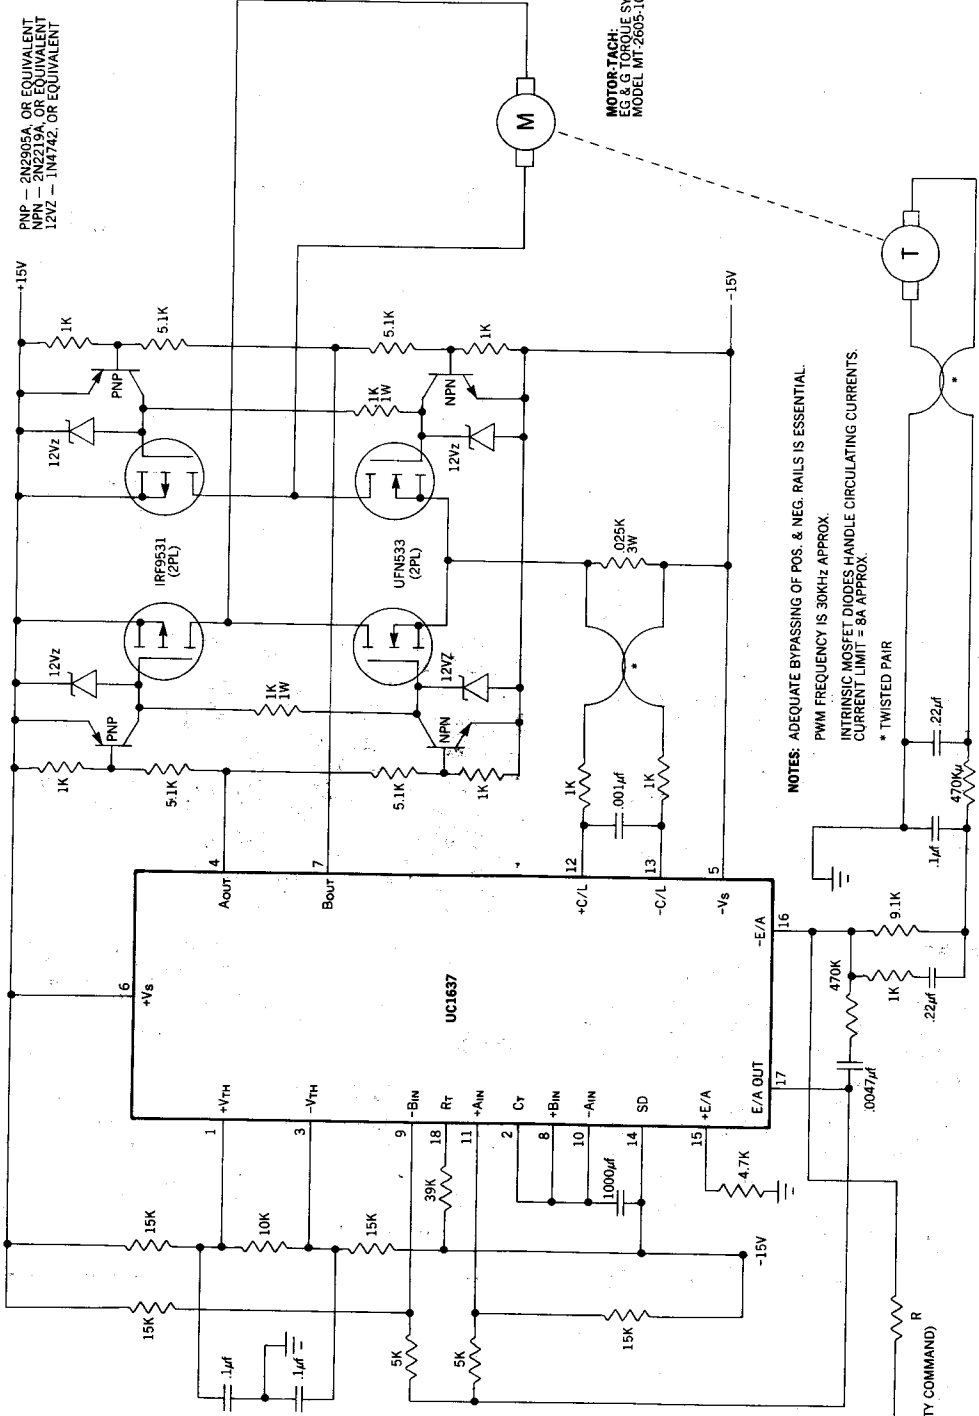 PNP — 2N2905A, OR EQUIVALENT
NPN — 2N2219A, OR EQUIVALENT
12VZ — 1N4742, OR EQUIVALENT
MOTOR-TACH:
EG & G TORQUE SY
MODEL MT-2605-10
+15V
1K
5.1K
PNP
12Vz
IRF9531
(2PL)
12Vz
PNP
1K
5.1K
1K
1W
1K
1W
5.1K
NPN
1K
12Vz
UFN533
(2PL)
12VZ
NPN
5.1K
1K
M
T
-15V
.025K
3W
*
1K
.001µf
1K
*
NOTES: ADEQUATE BYPASSING OF POS. & NEG. RAILS IS ESSENTIAL.
PWM FREQUENCY IS 30KHz APPROX.
INTRINSIC MOSFET DIODES HANDLE CIRCULATING CURRENTS.
CURRENT LIMIT = 8A APPROX.
* TWISTED PAIR
6
+VS
4
AOUT
7
BOUT
12
+C/L
13
-C/L
5
-VS
UC1637
1
+VTH
3
-VTH
9
-BIN
18
RT
11
+AIN
2
CT
8
+BIN
10
-AIN
14
SD
15
+E/A
17
E/A OUT
16
-E/A
15K
10K
15K
39K
15K
5K
5K
15K
.1µf
.1µf
1000µf
4.7K
-15V
470K
.0047µf
1K
.22µf
9.1K
.1µf
470Kµ
.22µf
R
TY COMMAND)